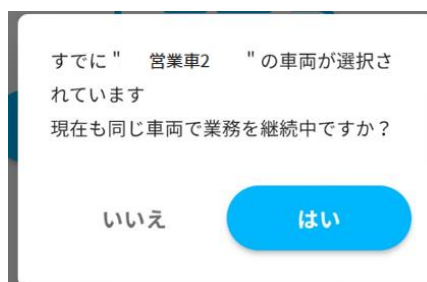 すでに " 営業車2 " の車両が選択さ
れています
現在も同じ車両で業務を継続中ですか？
いいえ はい